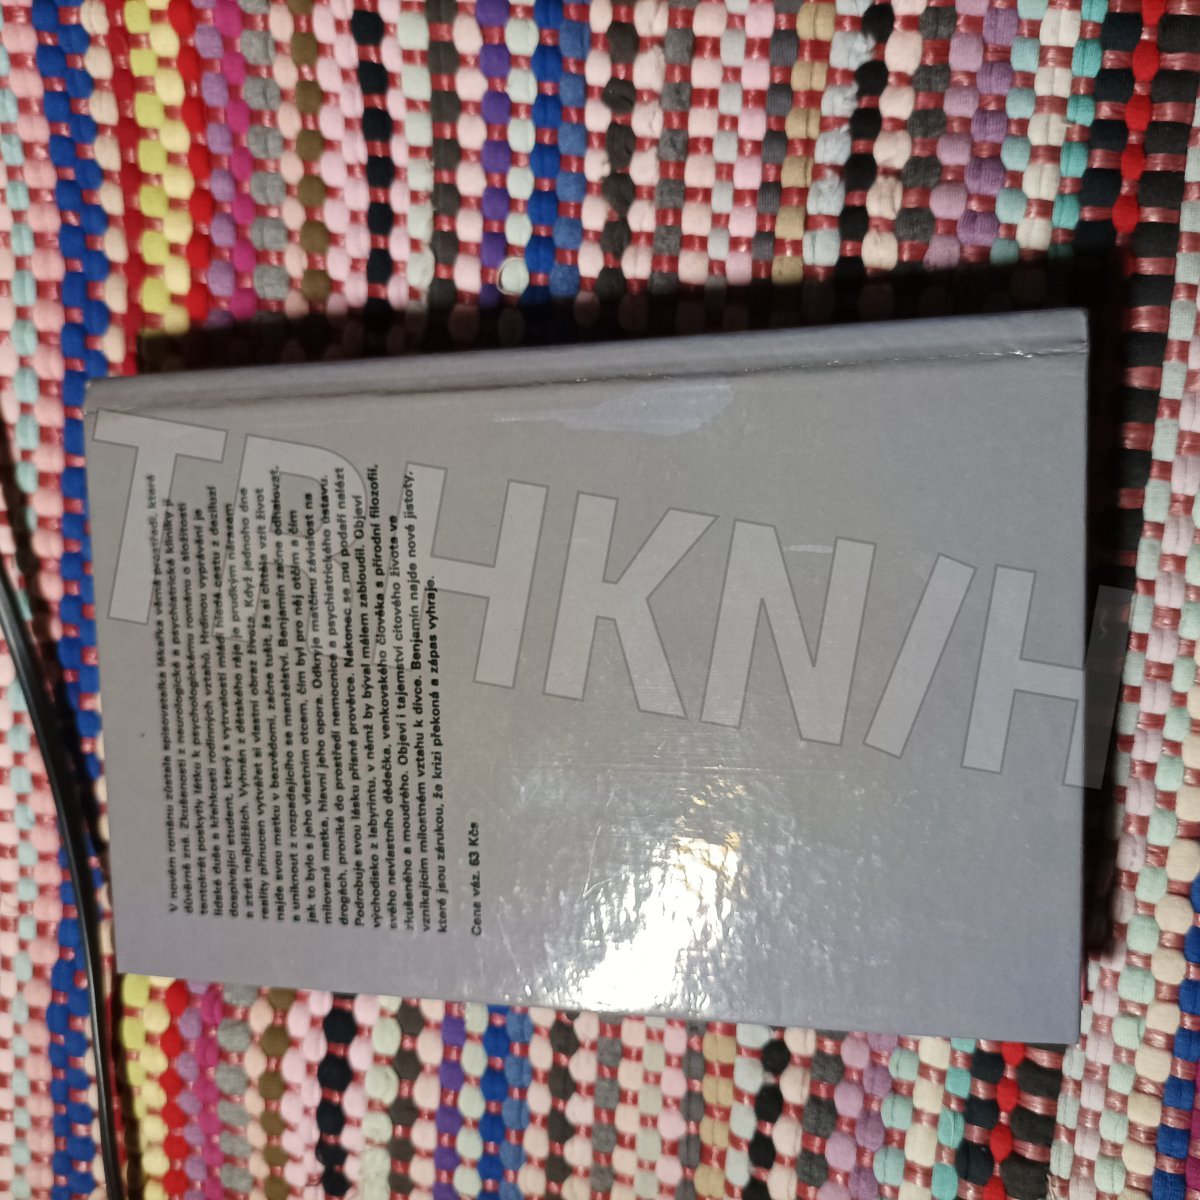 V novém románu zůstala spisovatelka lékařka věrna prostředí, které
důvěrně zná. Zkušenosti z neurologické a psychiatrické kliniky jí
tentokrát poskytly látku k psychologickému románu o složitosti
lidské duše a křehkosti rodinných vztahů. Hrdinou vyprávění je
dospívající student, který s vytrvalostí mládí hledá cestu z deziluzí
a ztrát nejbližších. Vyhnán z dětského ráje je prudkým nárazem
reality přinucen vytvářet si vlastní obraz života. Když jednoho dne
najde svou matku v bezvědomí, začne tušit, že si chtěla vzít život
a uniknout z rozpadajícího se manželství. Benjamín začne odhalovat,
jak to bylo s jeho vlastním otcem, čím byl pro něj otčím a čím
milovaná matka, hlavní jeho opora. Odkryje matčinu závislost na
drogách, proniká do prostředí nemocnice a psychiatrického ústavu.
Podrobuje svou lásku přísné prověrce. Nakonec se mu podaří nalézt
východisko z labyrintu, v němž by býval málem zabloudil. Objeví
svého nevlastního dědečka, venkovského člověka s přírodní filozofií,
zkušeného a moudrého. Objeví i tajemství citového života ve
vznikajícím milostném vztahu k dívce. Benjamín najde nové jistoty,
které jsou zárukou, že krizi překoná a zápas vyhraje.
Cena váz. 63 Kčs
TRHKNIH